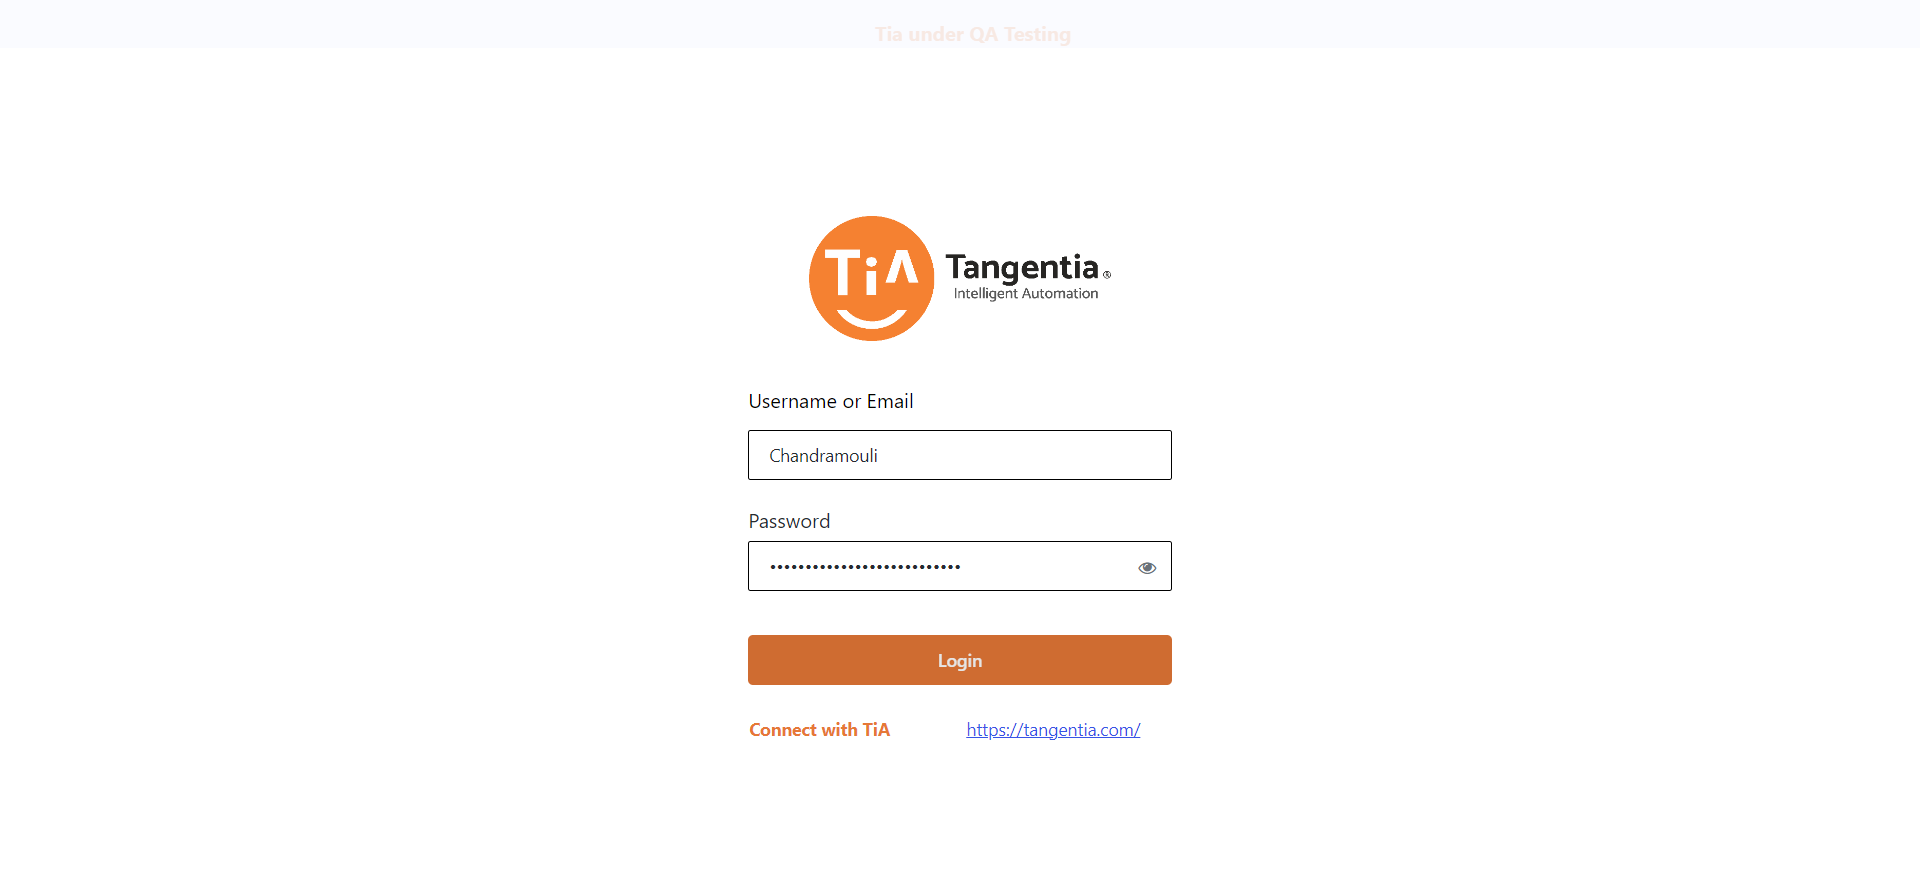 Tia under QA Testing
TiA
Tangentia®
Intelligent Automation
Username or Email
Chandramouli
Password
•••••••••••••••••••••••••••
Login
Connect with TiA https://tangentia.com/